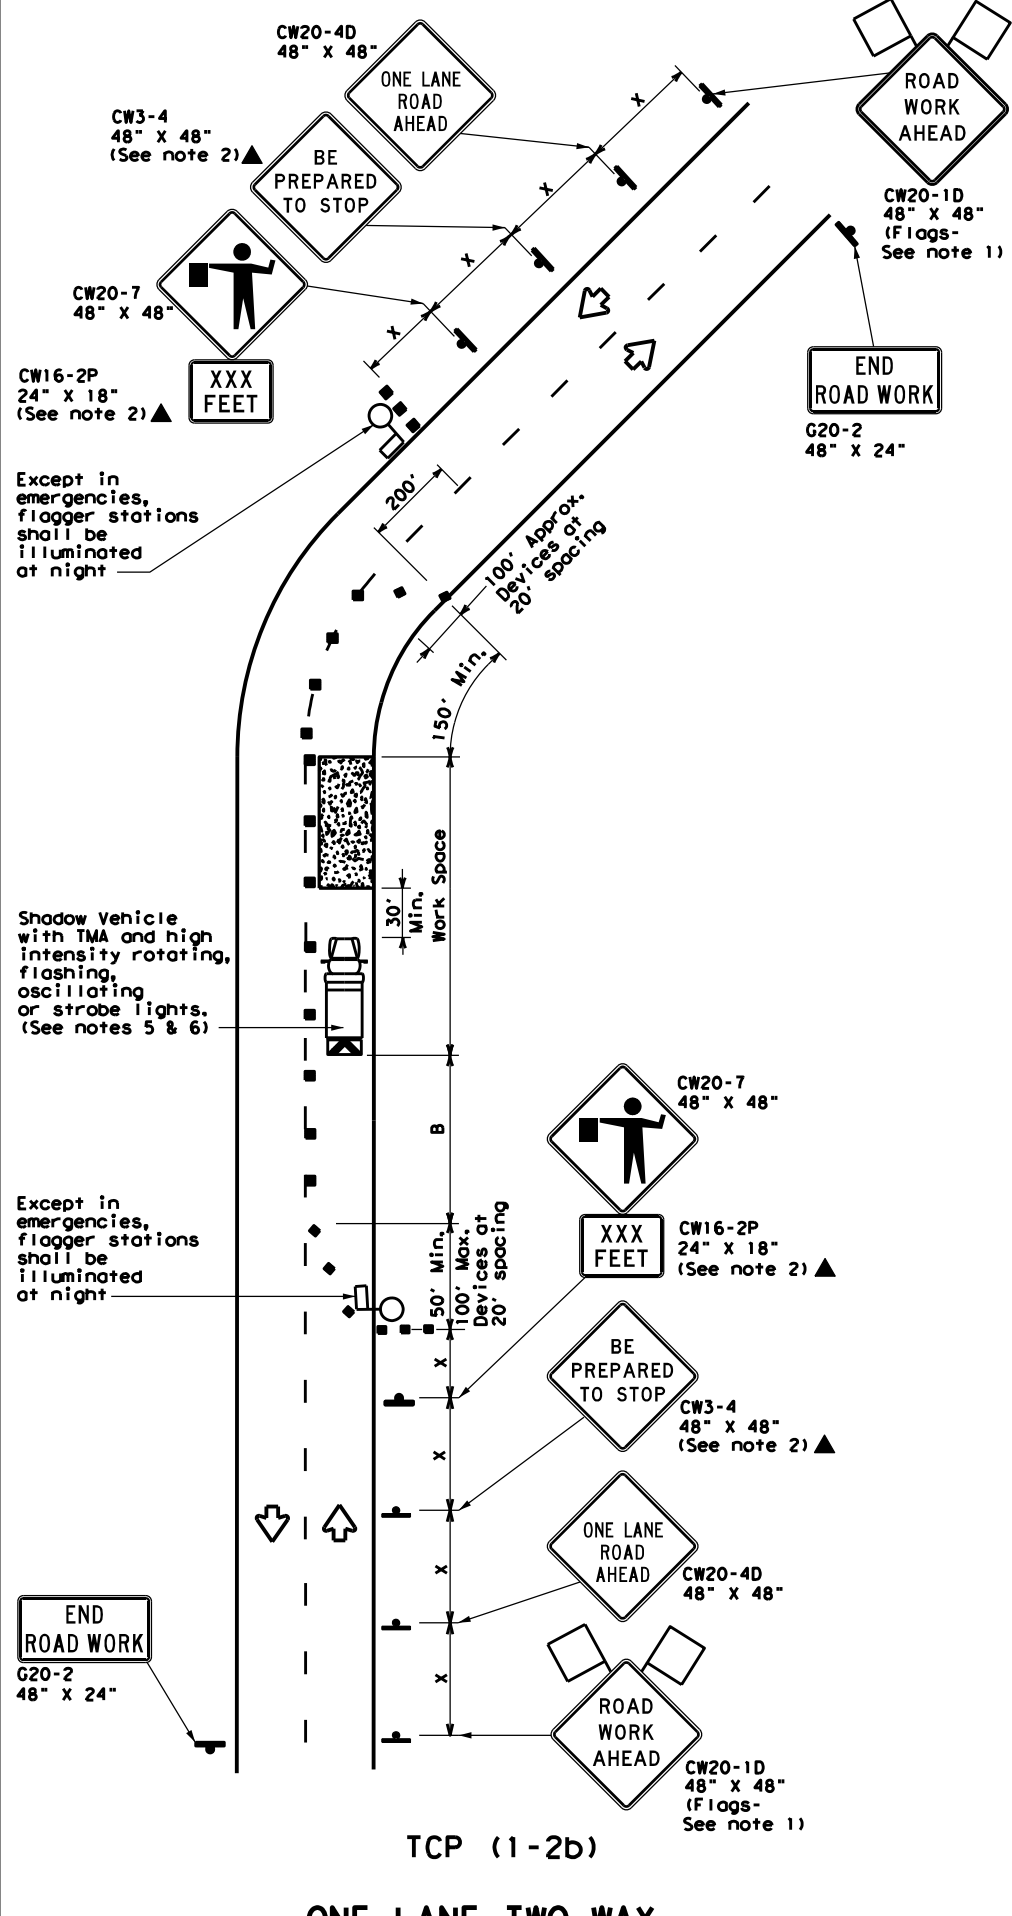 CW20-4D
48" X 48"
ONE LANE
ROAD
AHEAD
ROAD
WORK
AHEAD
CW20-1D
48" X 48"
(Flags-
See note 1)
CW3-4
48" X 48"
(See note 2)
BE
PREPARED
TO STOP
X
X
X
X
CW20-7
48" X 48"
CW16-2P
24" X 18"
(See note 2)
XXX
FEET
END
ROAD WORK
G20-2
48" X 24"
Except in
emergencies,
flagger stations
shall be
illuminated
at night
200'
100' Approx.
Devices at
20' spacing
150' Min.
Work Space
30'
Min.
Shadow Vehicle
with TMA and high
intensity rotating,
flashing,
oscillating
or strobe lights.
(See notes 5 & 6)
B
CW20-7
48" X 48"
XXX
FEET
CW16-2P
24" X 18"
(See note 2)
Except in
emergencies,
flagger stations
shall be
illuminated
at night
50' Min.
100' Max.
Devices at
20' spacing
X
X
X
X
BE
PREPARED
TO STOP
CW3-4
48" X 48"
(See note 2)
ONE LANE
ROAD
AHEAD
CW20-4D
48" X 48"
END
ROAD WORK
G20-2
48" X 24"
ROAD
WORK
AHEAD
CW20-1D
48" X 48"
(Flags-
See note 1)
TCP (1-2b)
ONE LANE TWO WAY